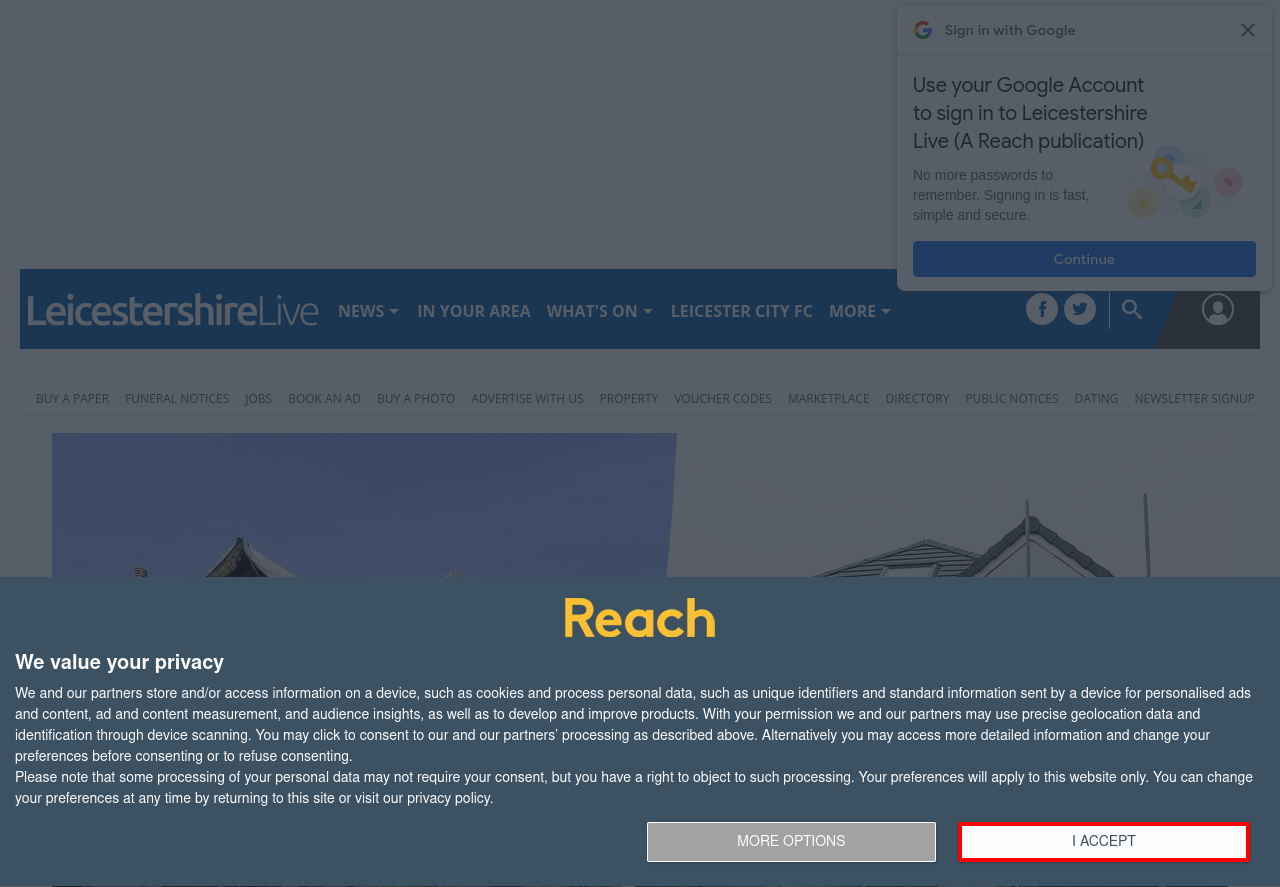 Sign in with Google
Use your Google Account
to sign in to Leicestershire
Live (A Reach publication)
No more passwords to
remember. Signing in is fast,
simple and secure.
Continue
LeicestershireLive NEWS IN YOUR AREA WHAT'S ON LEICESTER CITY FC MORE
BUY A PAPER FUNERAL NOTICES JOBS BOOK AN AD BUY A PHOTO ADVERTISE WITH US PROPERTY VOUCHER CODES MARKETPLACE DIRECTORY PUBLIC NOTICES DATING NEWSLETTER SIGNUP
Reach
We value your privacy
We and our partners store and/or access information on a device, such as cookies and process personal data, such as unique identifiers and standard information sent by a device for personalised ads
and content, ad and content measurement, and audience insights, as well as to develop and improve products. With your permission we and our partners may use precise geolocation data and
identification through device scanning. You may click to consent to our and our partners’ processing as described above. Alternatively you may access more detailed information and change your
preferences before consenting or to refuse consenting.
Please note that some processing of your personal data may not require your consent, but you have a right to object to such processing. Your preferences will apply to this website only. You can change
your preferences at any time by returning to this site or visit our privacy policy.
MORE OPTIONS I ACCEPT